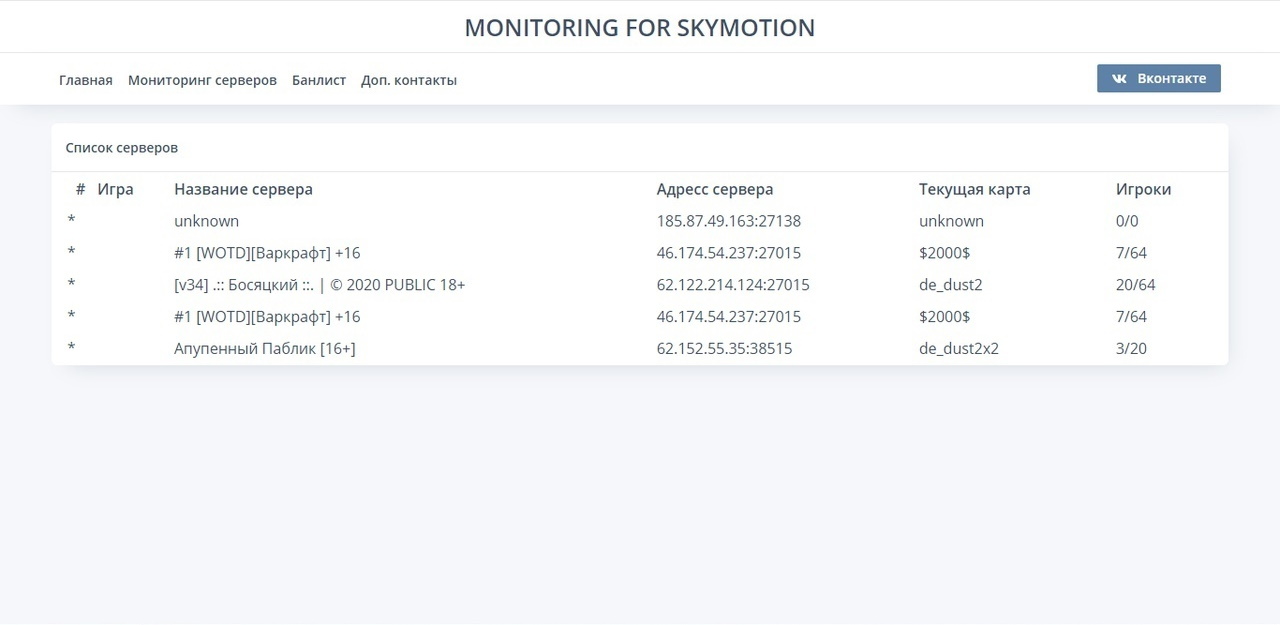 MONITORING FOR SKYMOTION
Главная Мониторинг серверов Банлист Доп. контакты Вконтакте
Список серверов
# Игра Название сервера Адресс сервера Текущая карта Игроки
* unknown 185.87.49.163:27138 unknown 0/0
* #1 [WOTD][Варкрафт] +16 46.174.54.237:27015 $2000$ 7/64
* [v34] .:: Босяцкий ::. | © 2020 PUBLIC 18+ 62.122.214.124:27015 de_dust2 20/64
* #1 [WOTD][Варкрафт] +16 46.174.54.237:27015 $2000$ 7/64
* Апупенный Паблик [16+] 62.152.55.35:38515 de_dust2x2 3/20